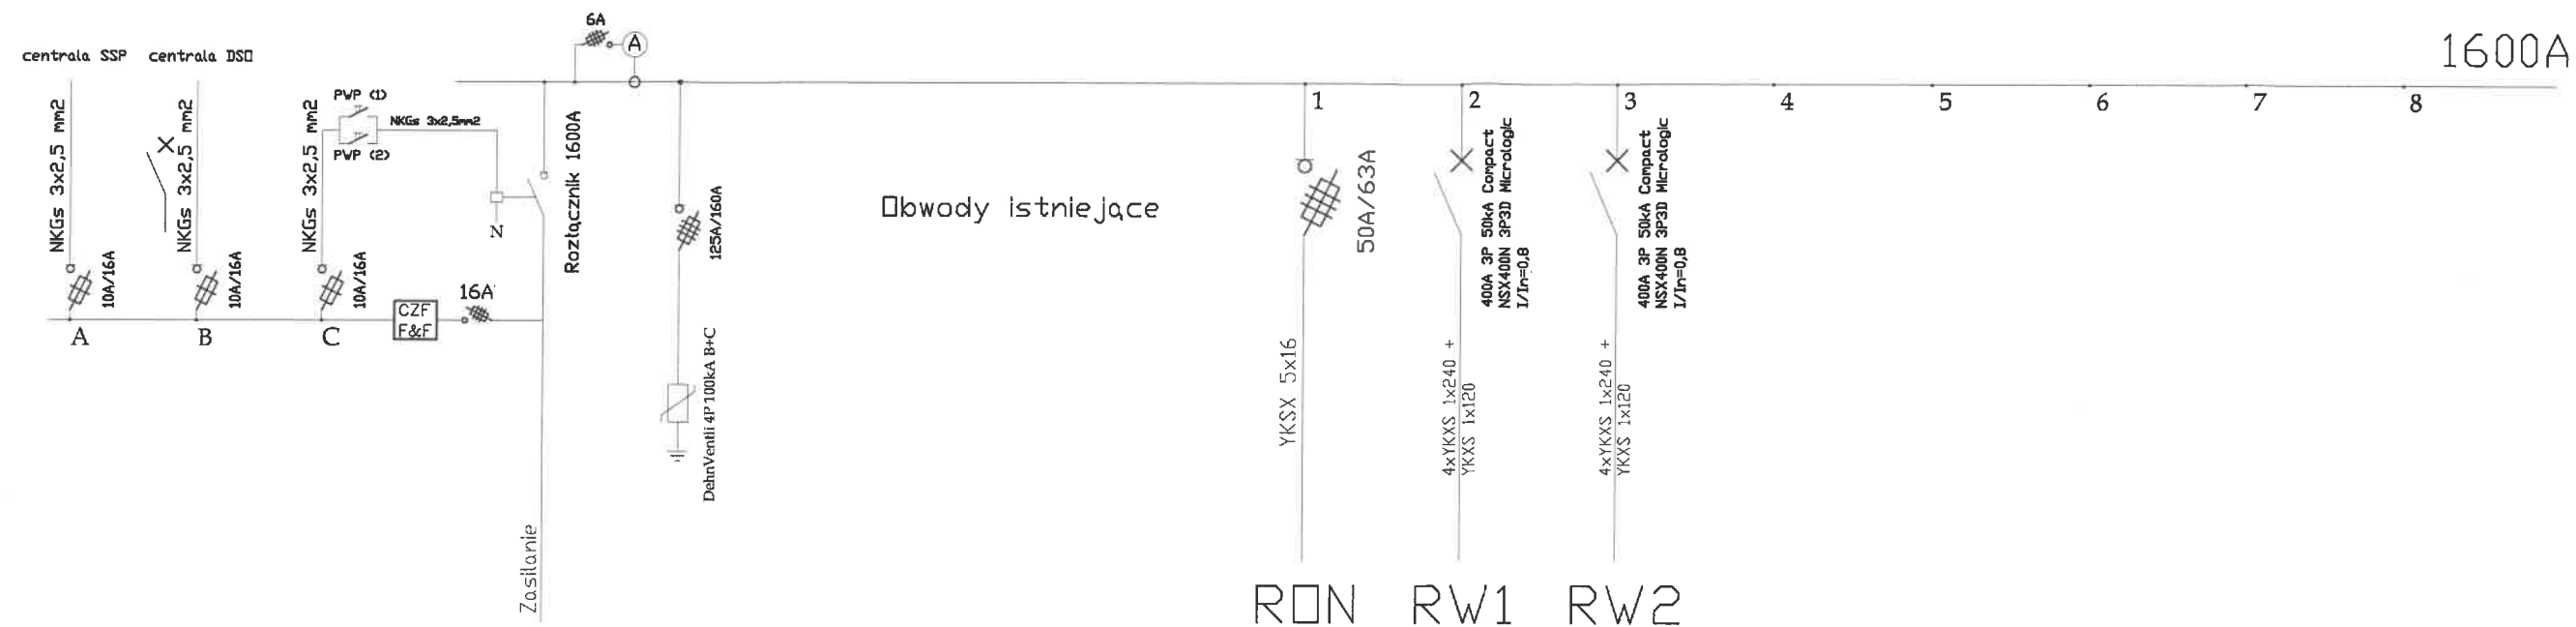 centrala SSP
centrala DSO
6A
A
1600A
NKGs 3x2,5 mm2
NKGs 3x2,5 mm2
NKGs 3x2,5 mm2
PWP (1)
PWP (2)
NKGs 3x2,5mm2
N
Rozłącznik 1600A
10A/16A
10A/16A
10A/16A
A
B
C
CZF
F&F
16A
Zasilanie
125A/160A
DehnVentil 4P 100kA B+C
Obwody istniejące
1
2
3
4
5
6
7
8
50A/63A
YKSX 5x16
400A 3P 50kA Compact
NSX400N 3P3D Micrologic
I/In=0,8
4xYKXS 1x240 +
YKXS 1x120
400A 3P 50kA Compact
NSX400N 3P3D Micrologic
I/In=0,8
4xYKXS 1x240 +
YKXS 1x120
RON
RW1
RW2